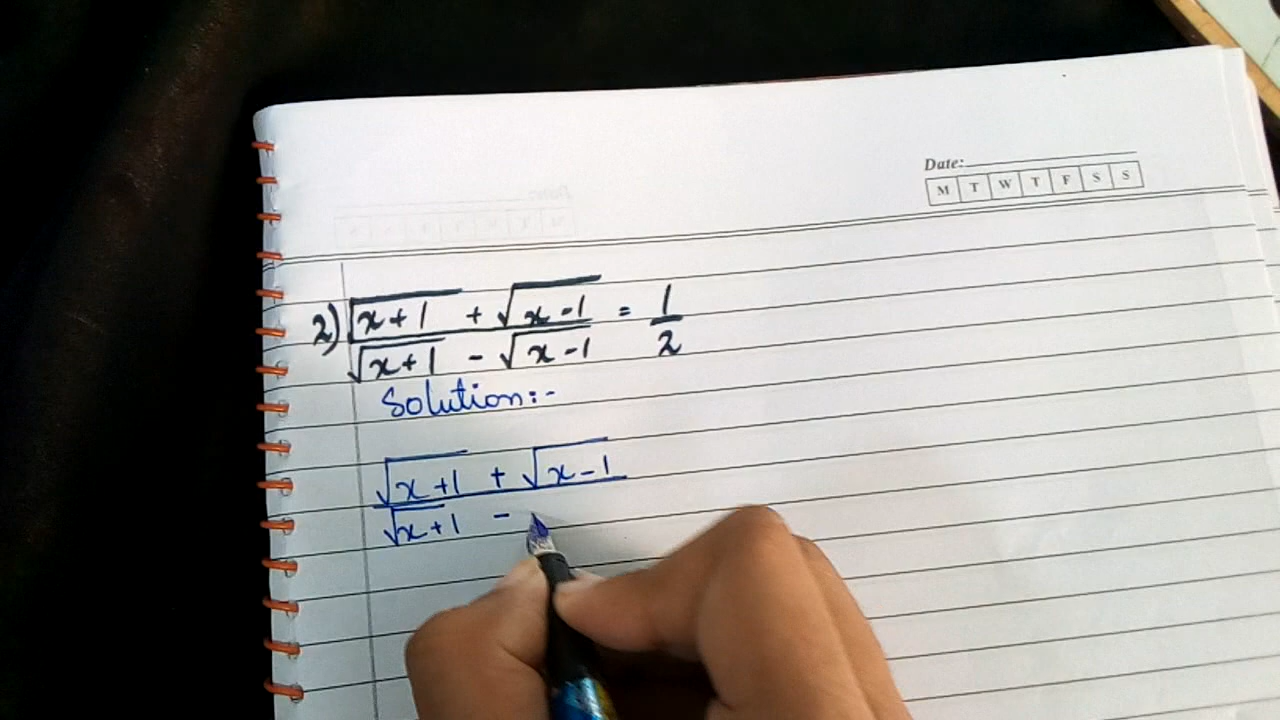 Date:
M T W T F S S
2) √x+1 + √x-1 = 1
√x+1 - √x-1 2
Solution:-
√x+1 + √x-1
√x+1 -